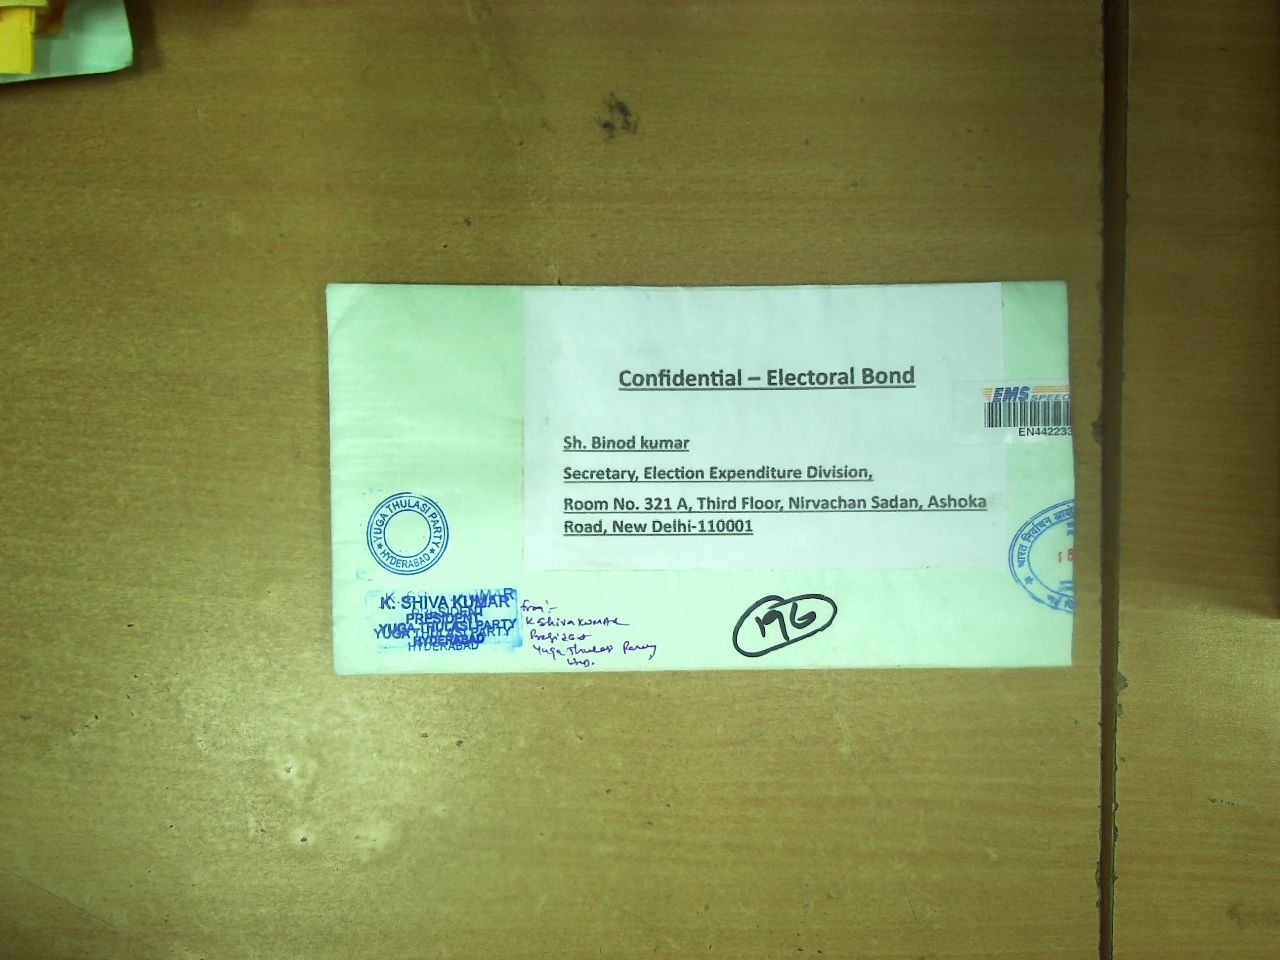 Confidential – Electoral Bond
EMS SPEED
EN442233
Sh. Binod kumar
Secretary, Election Expenditure Division,
Room No. 321 A, Third Floor, Nirvachan Sadan, Ashoka
Road, New Delhi-110001
YUGA THULASI PARTY
HYDERABAD
भारत निर्वाचन
K. SHIVA KUMAR
PRESIDENT
YUGA THULASI PARTY
HYDERABAD
from:-
K Shiva Kumar
President
Yuga Thulasi Party
196